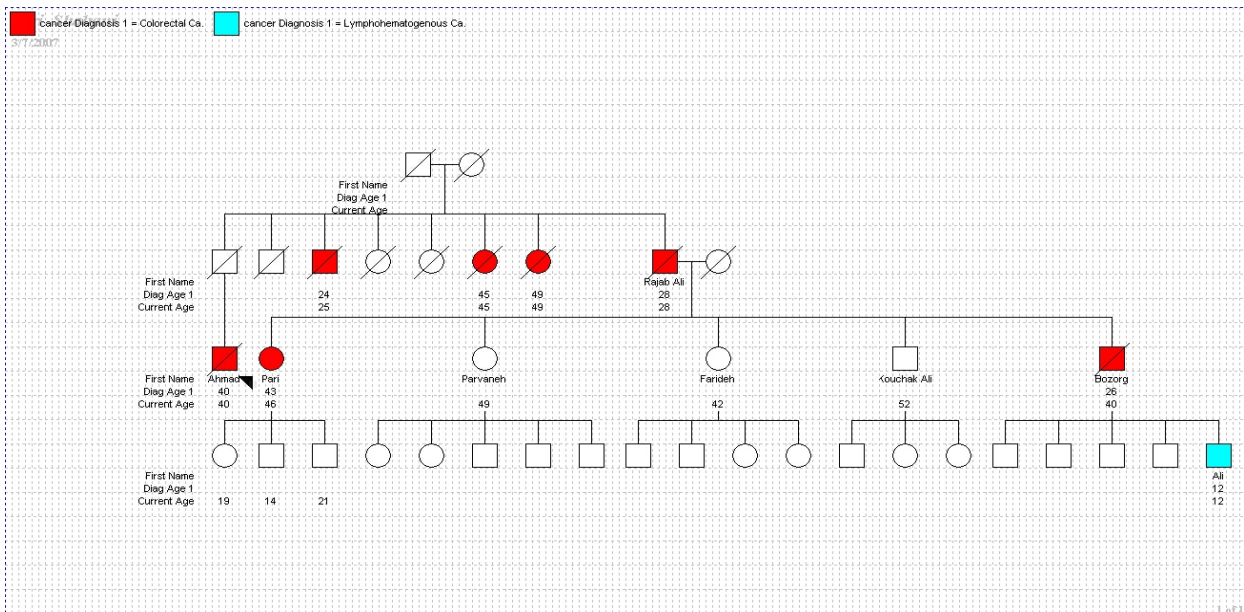 cancer Diagnosis 1 = Colorectal Ca. cancer Diagnosis 1 = Lymphohematogenous Ca.
3/7/2007
First Name
Diag Age 1
Current Age
First Name Rajab Ali
Diag Age 1 24 45 49 28
Current Age 25 45 49 28
First Name Ahmad Pari Parvaneh Farideh Kouchak Ali Bozorg
Diag Age 1 40 43 26
Current Age 40 46 49 42 52 40
First Name Ali
Diag Age 1 12
Current Age 19 14 21 12